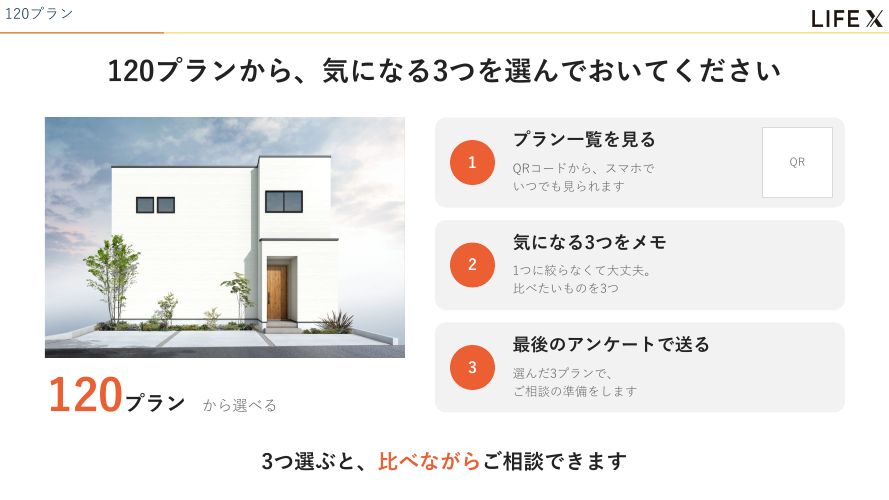 120プラン
LIFE X
120プランから、気になる3つを選んでおいてください
1
プラン一覧を見る
QRコードから、スマホで
いつでも見られます
QR
2
気になる3つをメモ
1つに絞らなくて大丈夫。
比べたいものを3つ
3
最後のアンケートで送る
選んだ3プランで、
ご相談の準備をします
120プラン から選べる
3つ選ぶと、比べながらご相談できます